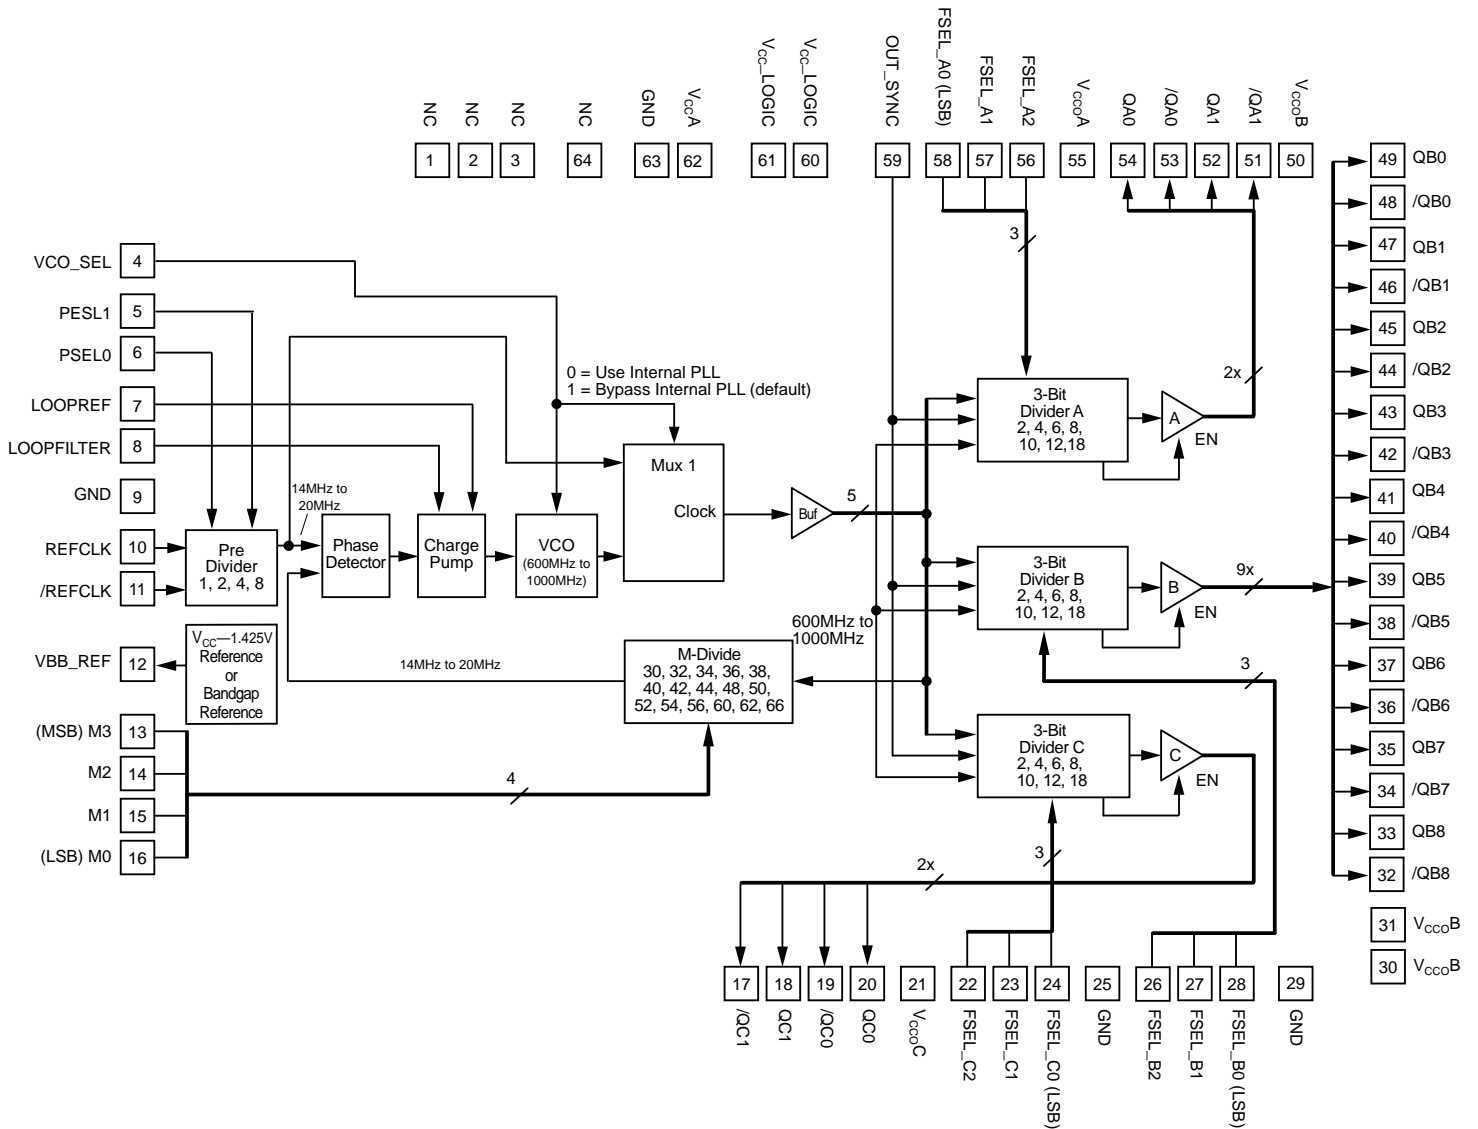 NC
NC
NC
NC
GND
VCCA
VCC_LOGIC
VCC_LOGIC
OUT_SYNC
FSEL_A0 (LSB)
FSEL_A1
FSEL_A2
VCCOA
QA0
/QA0
QA1
/QA1
VCCOB
1
2
3
64
63
62
61
60
59
58
57
56
55
54
53
52
51
50
49 QB0
48 /QB0
47 QB1
46 /QB1
45 QB2
44 /QB2
43 QB3
42 /QB3
41 QB4
40 /QB4
39 QB5
38 /QB5
37 QB6
36 /QB6
35 QB7
34 /QB7
33 QB8
32 /QB8
31 VCCOB
30 VCCOB
VCO_SEL 4
PESL1 5
PSEL0 6
LOOPREF 7
LOOPFILTER 8
GND 9
REFCLK 10
/REFCLK 11
VBB_REF 12
(MSB) M3 13
M2 14
M1 15
(LSB) M0 16
0 = Use Internal PLL
1 = Bypass Internal PLL (default)
14MHz to
20MHz
Pre
Divider
1, 2, 4, 8
Phase
Detector
Charge
Pump
VCO
(600MHz to
1000MHz)
Mux 1
Clock
Buf
5
VCC—1.425V
Reference
or
Bandgap
Reference
14MHz to 20MHz
M-Divide
30, 32, 34, 36, 38,
40, 42, 44, 48, 50,
52, 54, 56, 60, 62, 66
600MHz to
1000MHz
4
3
3-Bit
Divider A
2, 4, 6, 8,
10, 12,18
A
EN
2x
3-Bit
Divider B
2, 4, 6, 8,
10, 12, 18
B
EN
9x
3
3-Bit
Divider C
2, 4, 6, 8,
10, 12, 18
C
EN
3
2x
17
18
19
20
21
22
23
24
25
26
27
28
29
/QC1
QC1
/QC0
QC0
VCCOC
FSEL_C2
FSEL_C1
FSEL_C0 (LSB)
GND
FSEL_B2
FSEL_B1
FSEL_B0 (LSB)
GND